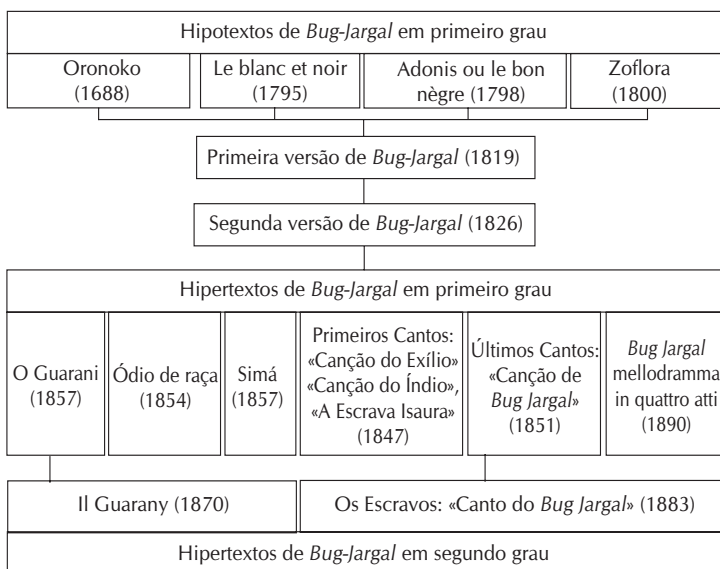 Hipotextos de Bug-Jargal em primeiro grau
Oronoko
(1688)
Le blanc et noir
(1795)
Adonis ou le bon
nègre (1798)
Zoflora
(1800)
Primeira versão de Bug-Jargal (1819)
Segunda versão de Bug-Jargal (1826)
Hipertextos de Bug-Jargal em primeiro grau
O Guarani
(1857)
Ódio de raça
(1854)
Simá
(1857)
Primeiros Cantos:
«Canção do Exílio»
«Canção do Índio»,
«A Escrava Isaura»
(1847)
Últimos Cantos:
«Canção de
Bug Jargal»
(1851)
Bug Jargal
mellodramma
in quattro atti
(1890)
Il Guarany (1870)
Os Escravos: «Canto do Bug Jargal» (1883)
Hipertextos de Bug-Jargal em segundo grau